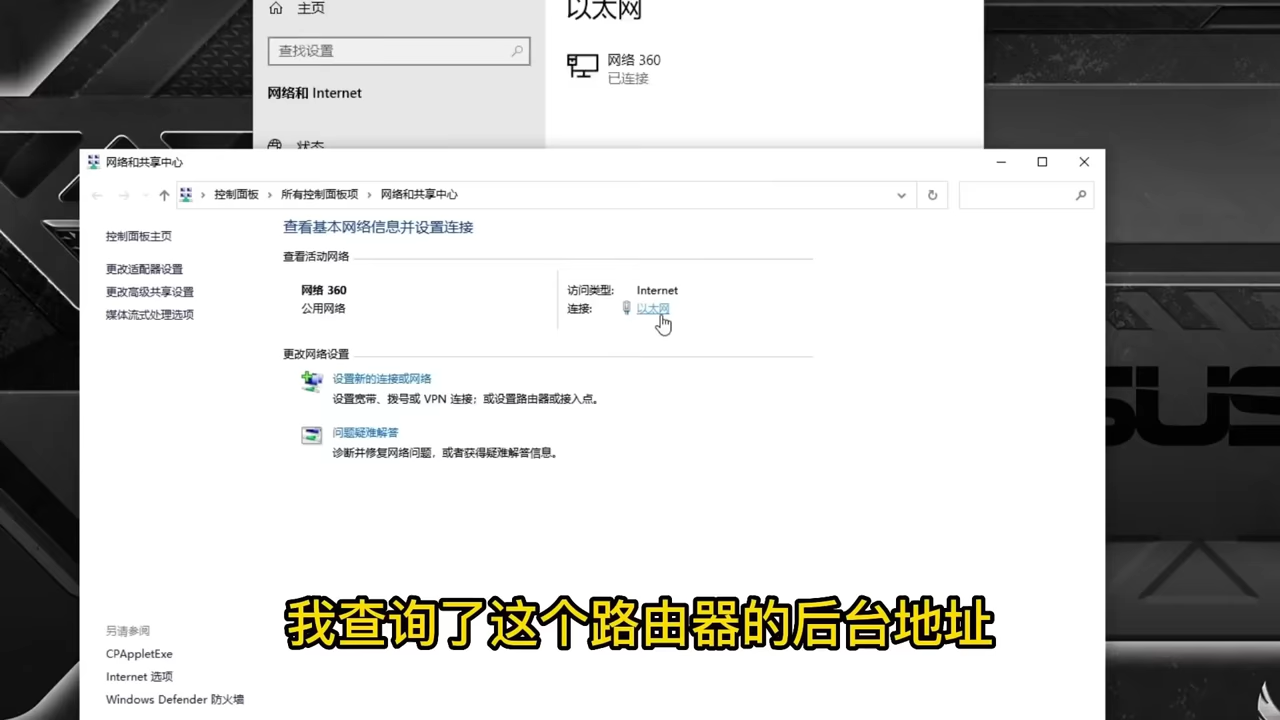 主页
以太网
查找设置
网络 360
已连接
网络和 Internet
状态
网络和共享中心
控制面板 › 所有控制面板项 › 网络和共享中心
控制面板主页
更改适配器设置
更改高级共享设置
媒体流式处理选项
查看基本网络信息并设置连接
查看活动网络
网络 360
公用网络
访问类型: Internet
连接: 以太网
更改网络设置
设置新的连接或网络
设置宽带、拨号或 VPN 连接；或设置路由器或接入点。
问题疑难解答
诊断并修复网络问题，或者获得疑难解答信息。
SUS
我查询了这个路由器的后台地址
另请参阅
CPAppletExe
Internet 选项
Windows Defender 防火墙